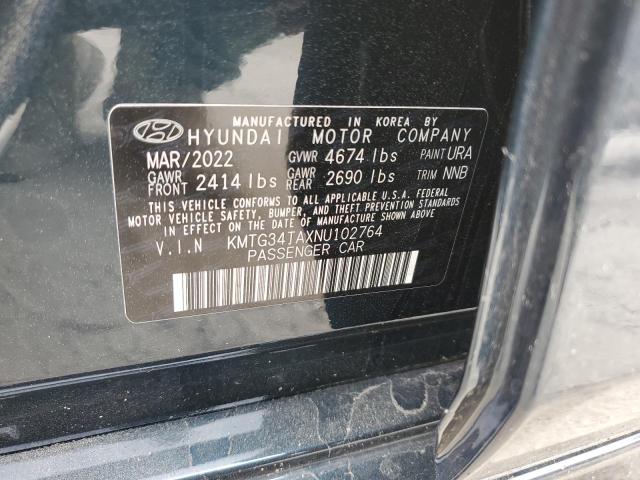 MANUFACTURED IN KOREA BY
HYUNDAI MOTOR COMPANY
MAR/2022 GVWR 4674 lbs PAINT URA
GAWR FRONT 2414 lbs GAWR REAR 2690 lbs TRIM NNB
THIS VEHICLE CONFORMS TO ALL APPLICABLE U.S.A. FEDERAL
MOTOR VEHICLE SAFETY, BUMPER, AND THEFT PREVENTION STANDARDS
IN EFFECT ON THE DATE OF MANUFACTURE SHOWN ABOVE.
V.I.N KMTG34TAXNU102764
PASSENGER CAR